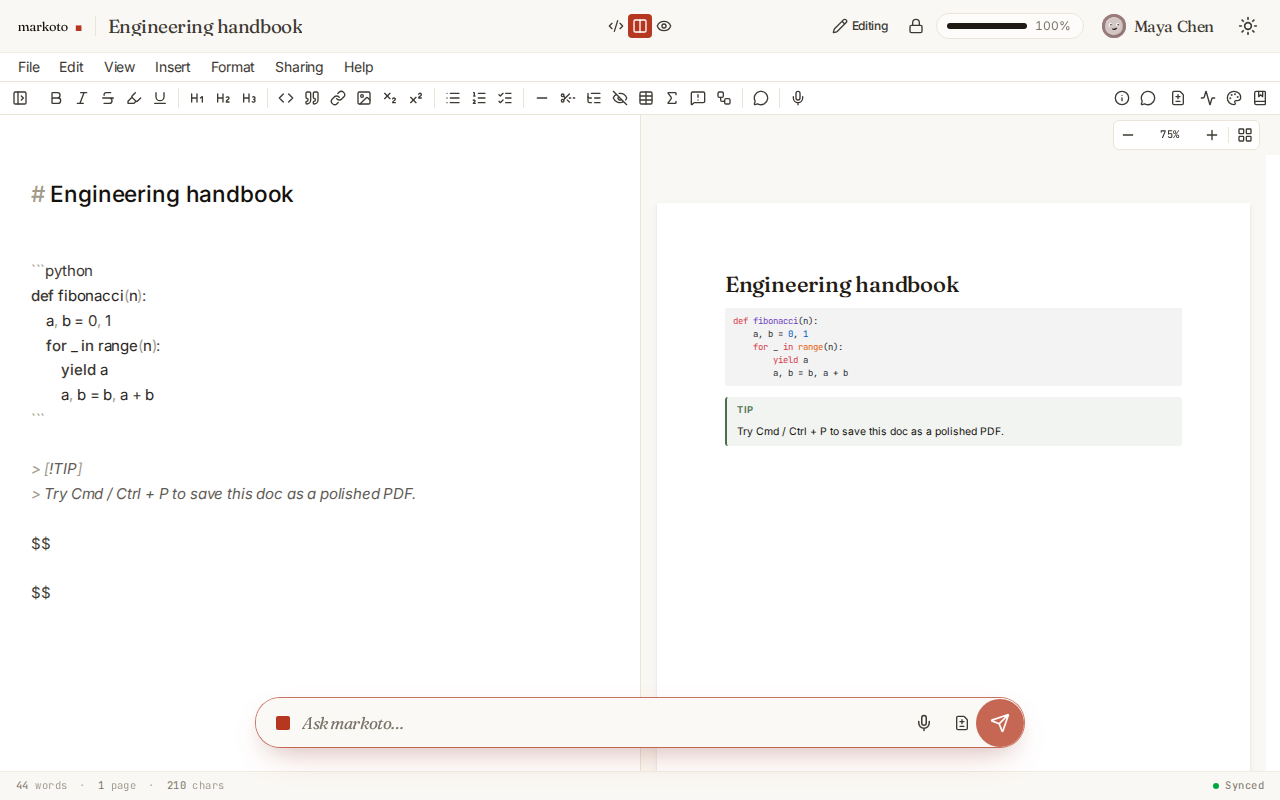 markoto
Engineering handbook
Editing
100%
Maya Chen
File Edit View Insert Format Sharing Help
H1 H2 H3
75%
# Engineering handbook
```python
def fibonacci(n):
    a, b = 0, 1
    for _ in range(n):
        yield a
        a, b = b, a + b
```
> [!TIP]
> Try Cmd / Ctrl + P to save this doc as a polished PDF.
$$
$$
Engineering handbook
def fibonacci(n):
    a, b = 0, 1
    for _ in range(n):
        yield a
        a, b = b, a + b
TIP
Try Cmd / Ctrl + P to save this doc as a polished PDF.
Ask markoto...
44 words · 1 page · 210 chars
Synced